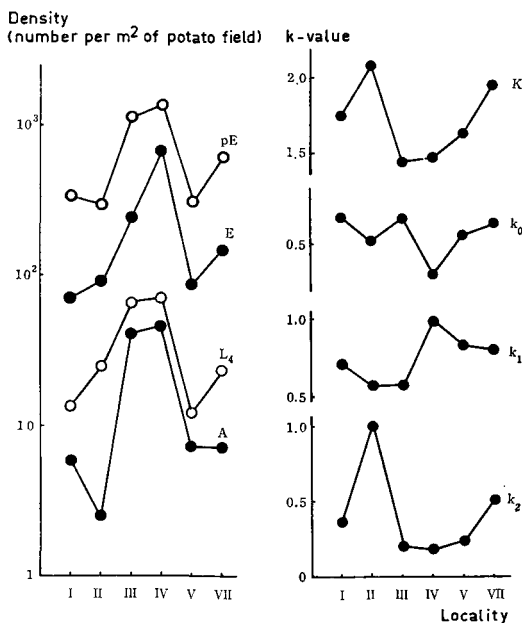 Density
(number per m² of potato field)
10³
10²
10
1
pE
E
L₄
A
I II III IV V VII
k-value
2.0
1.5
K
0.5
k₀
1.0
0.5
k₁
1.0
0.5
0
k₂
I II III IV V VII
Locality